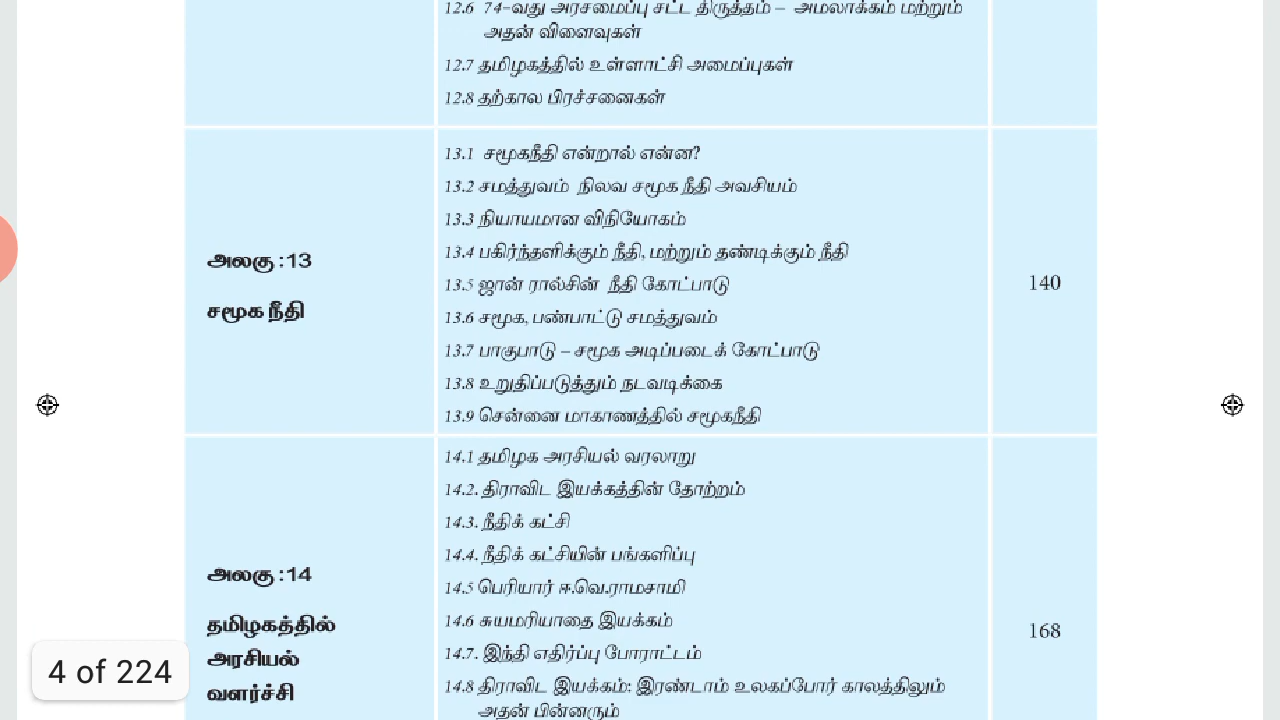 12.6 74-வது அரசமைப்பு சட்ட திருத்தம் – அமலாக்கம் மற்றும்
அதன் விளைவுகள்
12.7 தமிழகத்தில் உள்ளாட்சி அமைப்புகள்
12.8 தற்கால பிரச்சனைகள்
அலகு : 13
சமூக நீதி
13.1 சமூகநீதி என்றால் என்ன?
13.2 சமத்துவம் நிலவ சமூக நீதி அவசியம்
13.3 நியாயமான விநியோகம்
13.4 பகிர்ந்தளிக்கும் நீதி, மற்றும் தண்டிக்கும் நீதி
13.5 ஜான் ரால்சின் நீதி கோட்பாடு
13.6 சமூக, பண்பாட்டு சமத்துவம்
13.7 பாகுபாடு – சமூக அடிப்படைக் கோட்பாடு
13.8 உறுதிப்படுத்தும் நடவடிக்கை
13.9 சென்னை மாகாணத்தில் சமூகநீதி
140
அலகு : 14
தமிழகத்தில்
அரசியல்
வளர்ச்சி
14.1 தமிழக அரசியல் வரலாறு
14.2. திராவிட இயக்கத்தின் தோற்றம்
14.3. நீதிக் கட்சி
14.4. நீதிக் கட்சியின் பங்களிப்பு
14.5 பெரியார் ஈ.வெ.ராமசாமி
14.6 சுயமரியாதை இயக்கம்
14.7. இந்தி எதிர்ப்பு போராட்டம்
14.8 திராவிட இயக்கம்: இரண்டாம் உலகப்போர் காலத்திலும்
அதன் பின்னரும்
168
4 of 224